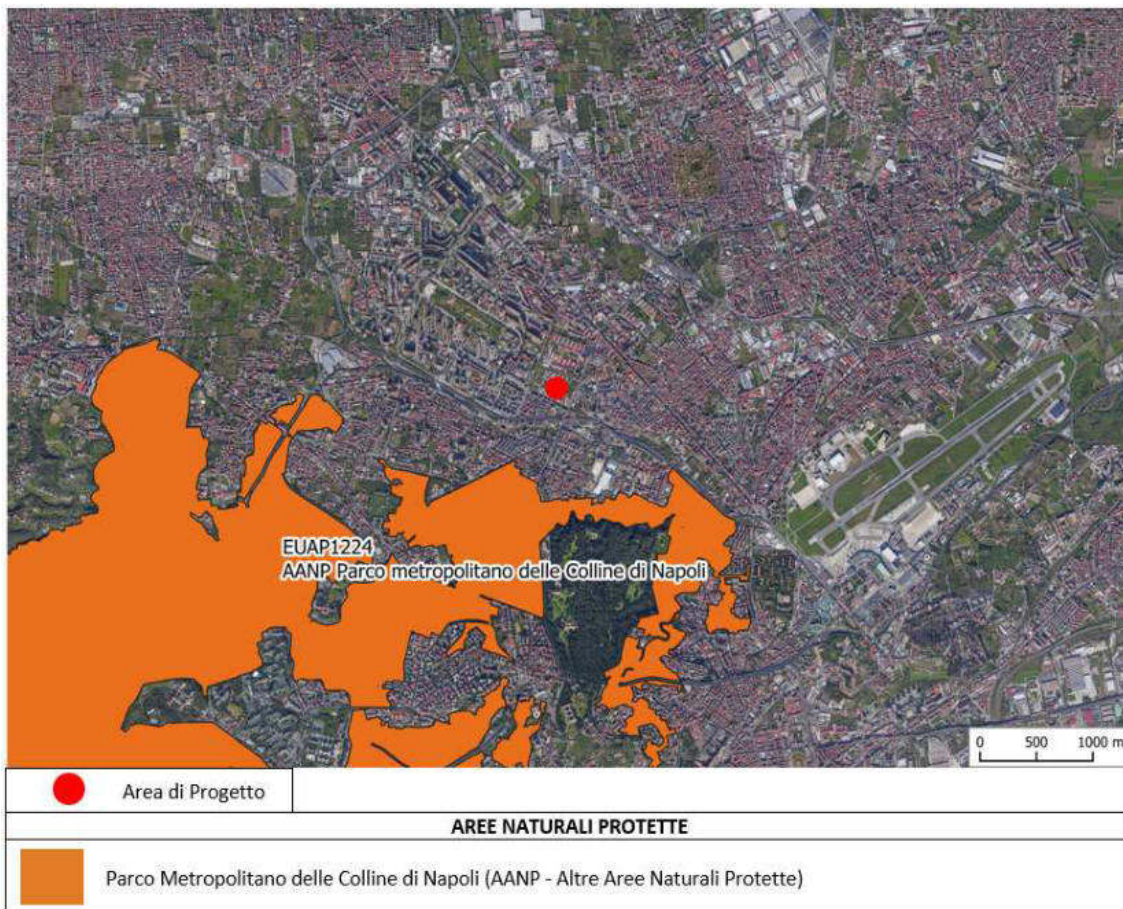 EUAP1224
AANP Parco metropolitano delle Colline di Napoli
0 500 1000 m
Area di Progetto
AREE NATURALI PROTETTE
Parco Metropolitano delle Colline di Napoli (AANP - Altre Aree Naturali Protette)